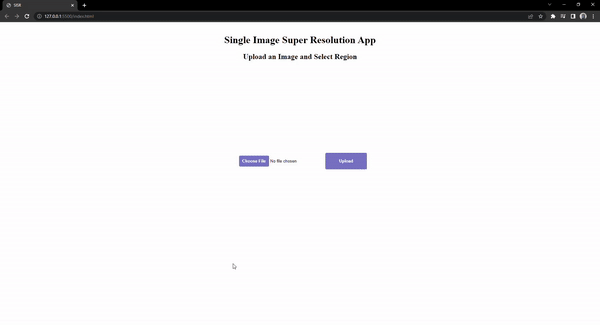 SISR
127.0.0.1:5500/index.html
Single Image Super Resolution App
Upload an Image and Select Region
Choose File No file chosen
Upload